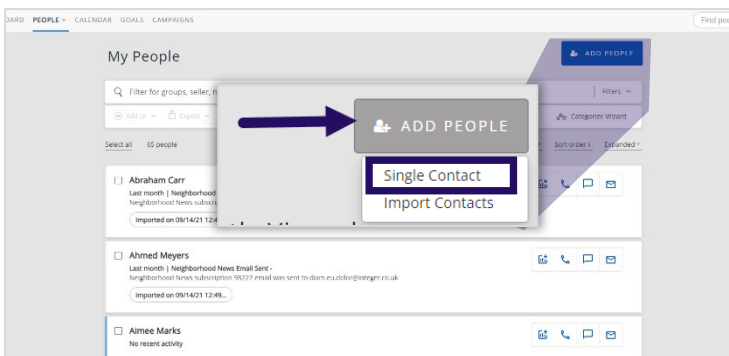 OARD PEOPLE CALENDAR GOALS CAMPAIGNS
Find peo
My People
ADD PEOPLE
Filter for groups, seller, n
Filters
Add to Export
Categorize Wizard
Select all 65 people
Sort order Expanded
ADD PEOPLE
Single Contact
Import Contacts
Abraham Carr
Last month | Neighborhood
Neighborhood News subscri
Imported on 09/14/21 12:4
Ahmed Meyers
Last month | Neighborhood News Email Sent -
Neighborhood News subscription 98227 email was sent to diam.eu.dolor@integer.co.uk
Imported on 09/14/21 12:49...
Aimee Marks
No recent activity